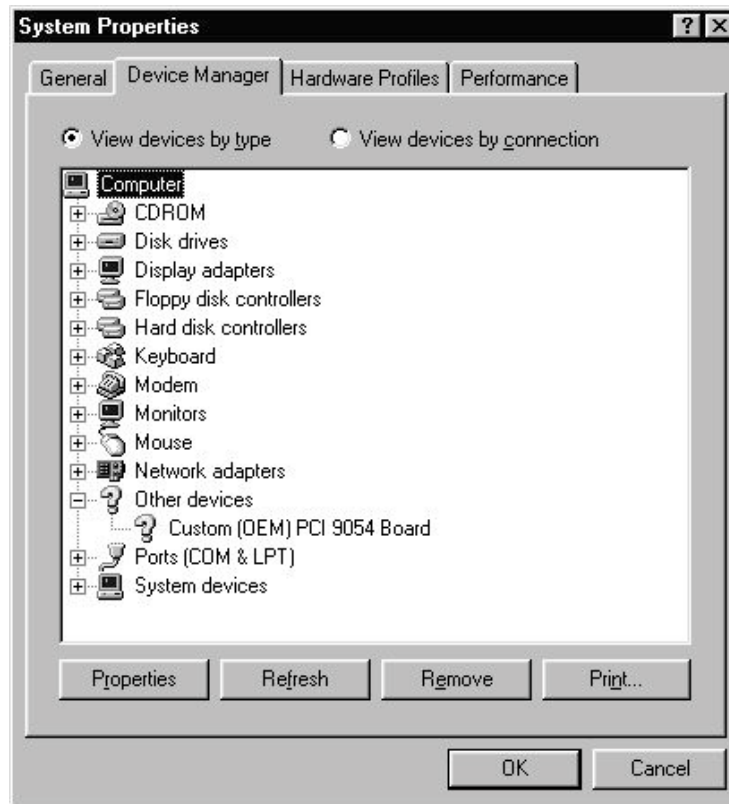 System Properties
General Device Manager Hardware Profiles Performance
View devices by type View devices by connection
Computer
CDROM
Disk drives
Display adapters
Floppy disk controllers
Hard disk controllers
Keyboard
Modem
Monitors
Mouse
Network adapters
Other devices
Custom (OEM) PCI 9054 Board
Ports (COM & LPT)
System devices
Properties Refresh Remove Print...
OK Cancel